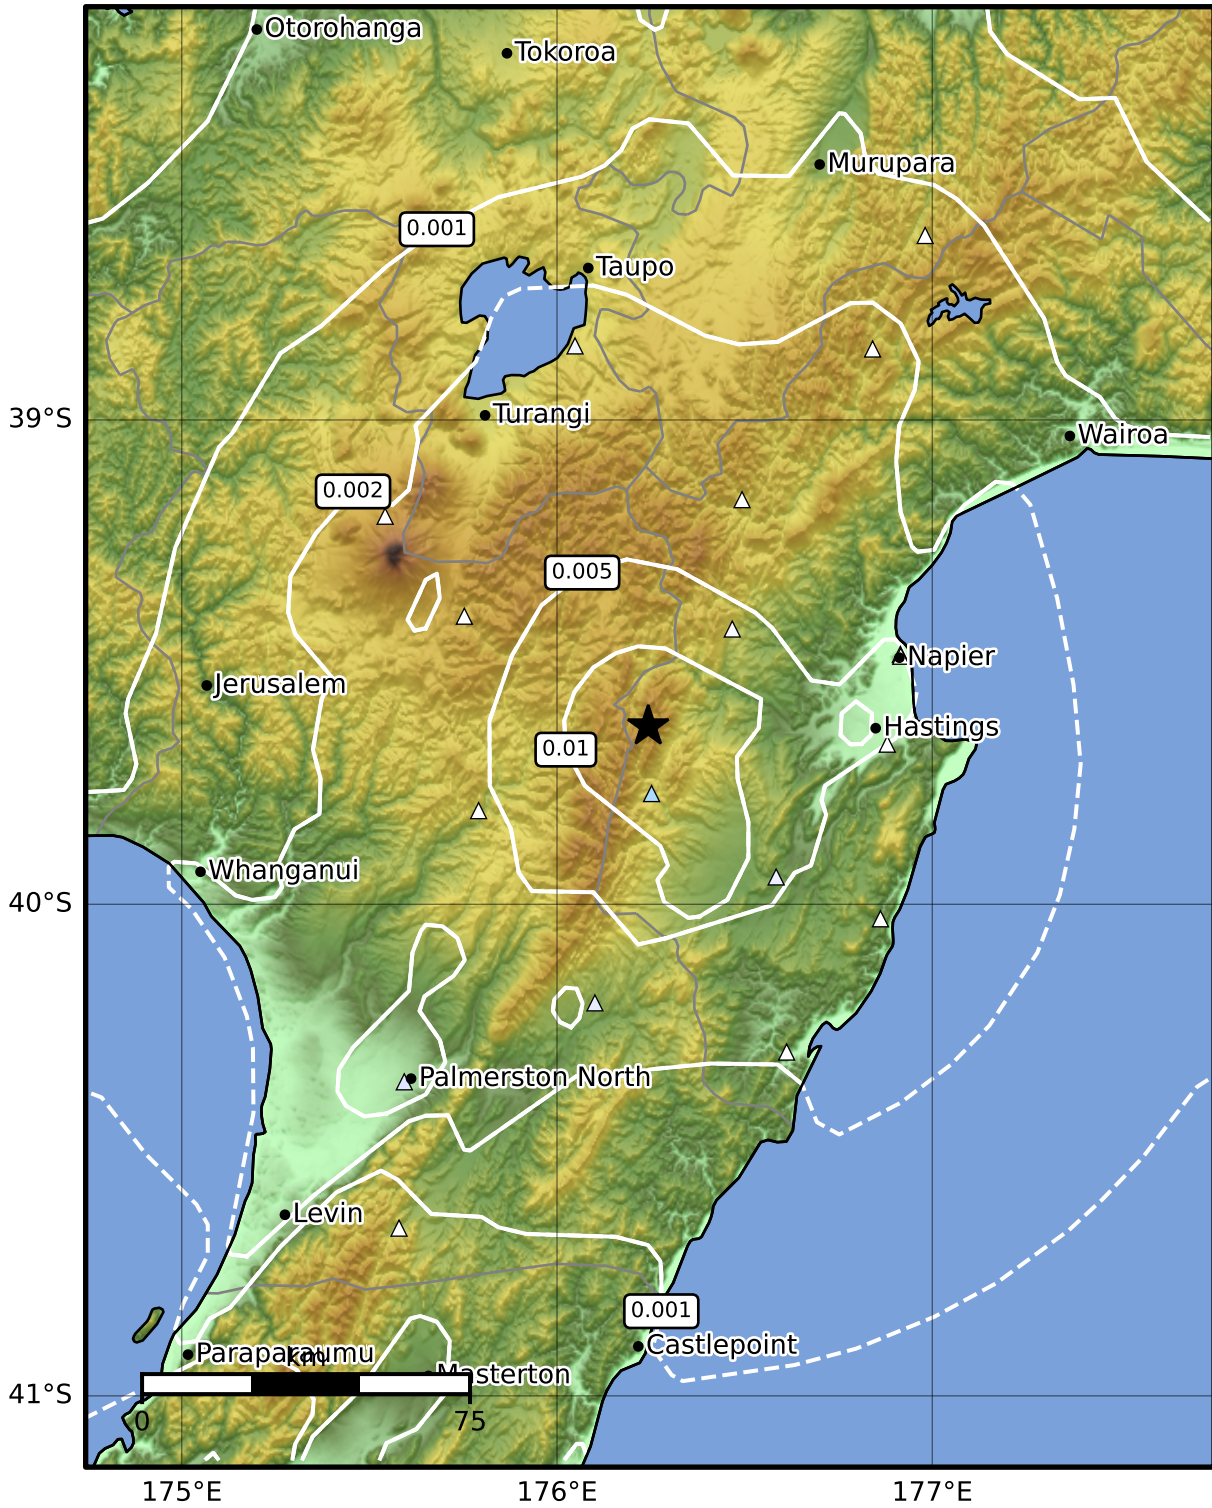 Otorohanga
Tokoroa
Murupara
0.001
Taupo
39°S
Turangi
Wairoa
0.002
0.005
Napier
Jerusalem
Hastings
0.01
Whanganui
40°S
Palmerston North
Levin
0.001
Castlepoint
Paraparaumu
km
Masterton
41°S
0
75
175°E
176°E
177°E